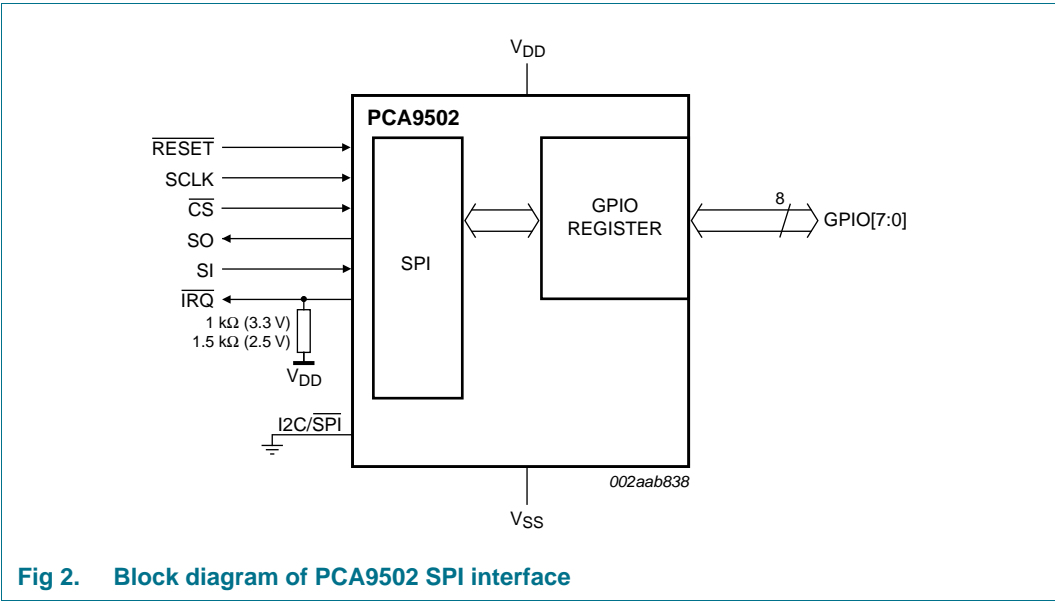 VDD
PCA9502
RESET
SCLK
CS
SO
SI
IRQ
1 kΩ (3.3 V)
1.5 kΩ (2.5 V)
VDD
I2C/SPI
SPI
GPIO
REGISTER
8
GPIO[7:0]
002aab838
VSS
Fig 2. Block diagram of PCA9502 SPI interface